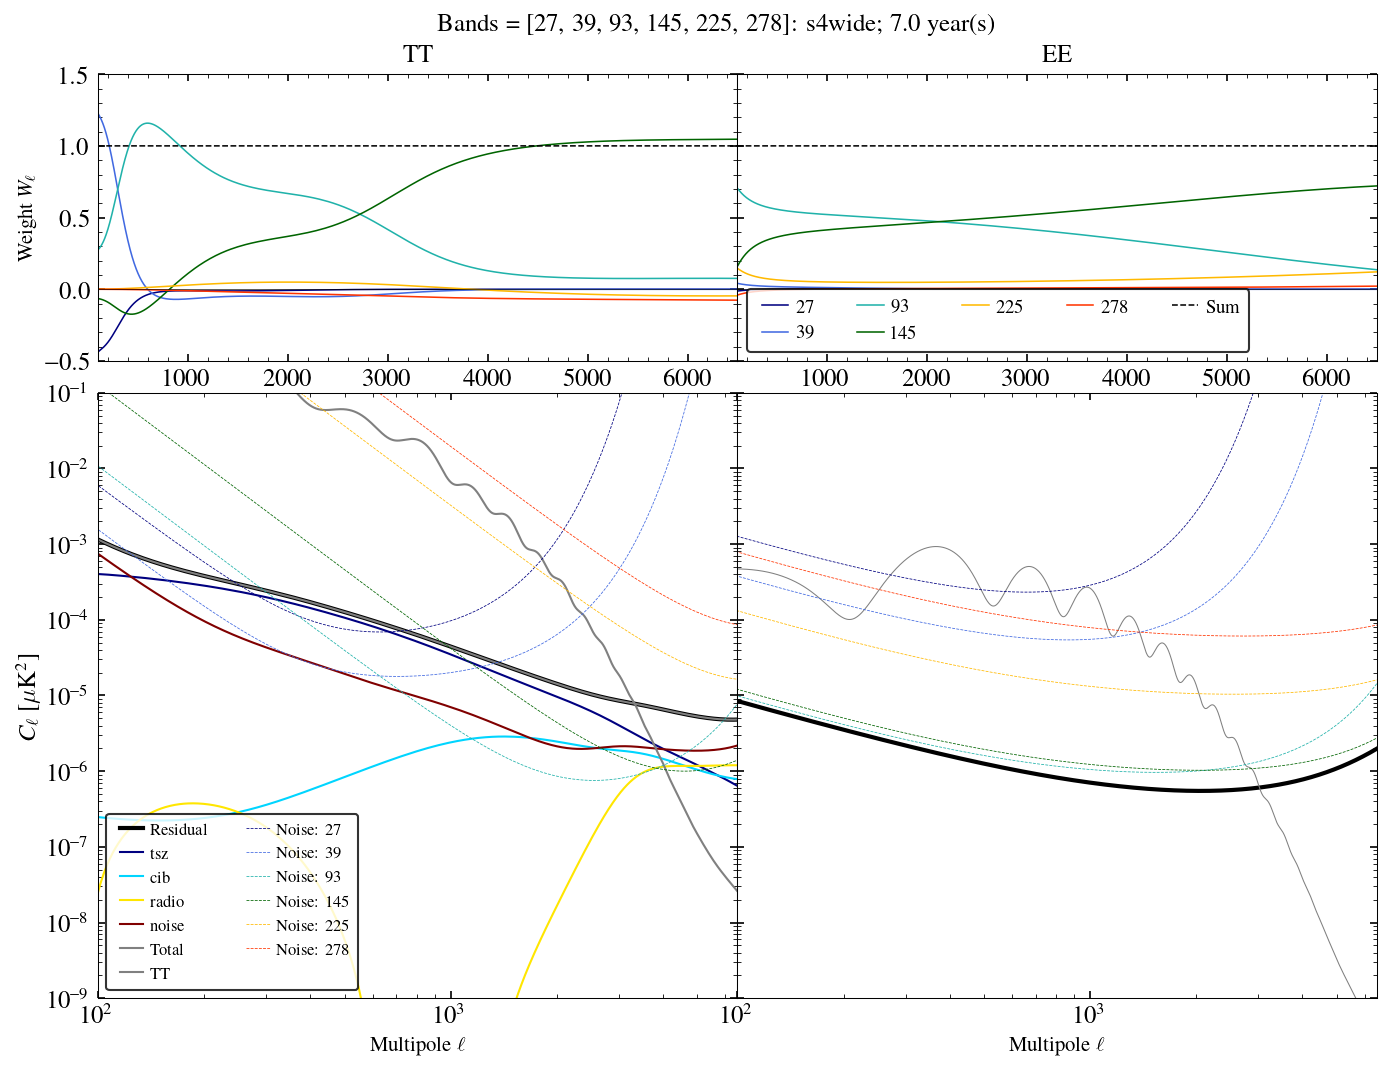 Bands = [27, 39, 93, 145, 225, 278]: s4wide; 7.0 year(s)
TT EE
1.5
1.0
0.5
0.0
−0.5
Weight W_ℓ
27 93 225 278 Sum
39 145
1000 2000 3000 4000 5000 6000 1000 2000 3000 4000 5000 6000
10^{-1}
10^{-2}
10^{-3}
10^{-4}
10^{-5}
10^{-6}
10^{-7}
10^{-8}
10^{-9}
C_ℓ [μK^2]
Residual Noise: 27
tsz Noise: 39
cib Noise: 93
radio Noise: 145
noise Noise: 225
Total Noise: 278
TT
10^2 10^3 10^2 10^3
Multipole ℓ Multipole ℓ